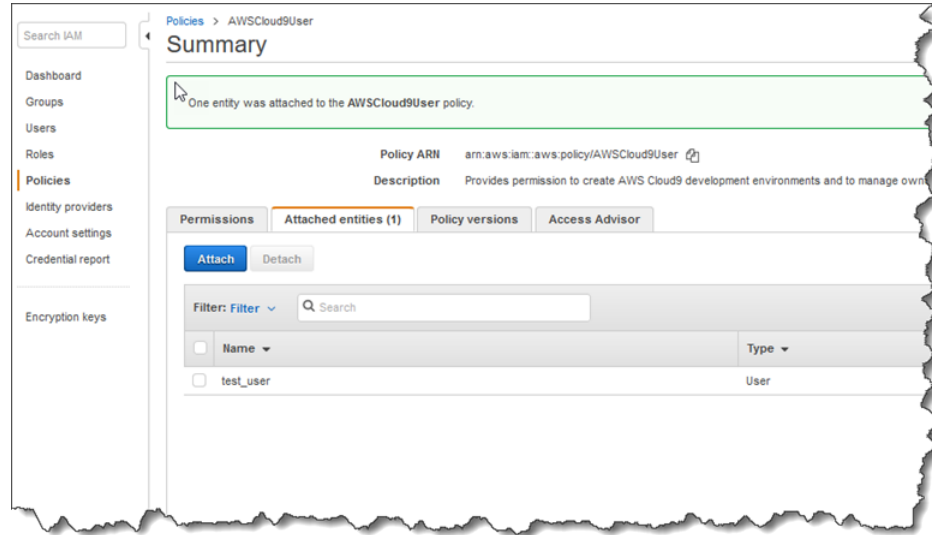 Search IAM
Dashboard
Groups
Users
Roles
Policies
Identity providers
Account settings
Credential report
Encryption keys
Policies > AWSCloud9User
Summary
One entity was attached to the AWSCloud9User policy.
Policy ARN arn:aws:iam::aws:policy/AWSCloud9User
Description Provides permission to create AWS Cloud9 development environments and to manage own
Permissions Attached entities (1) Policy versions Access Advisor
Attach Detach
Filter: Filter Search
Name Type
test_user User